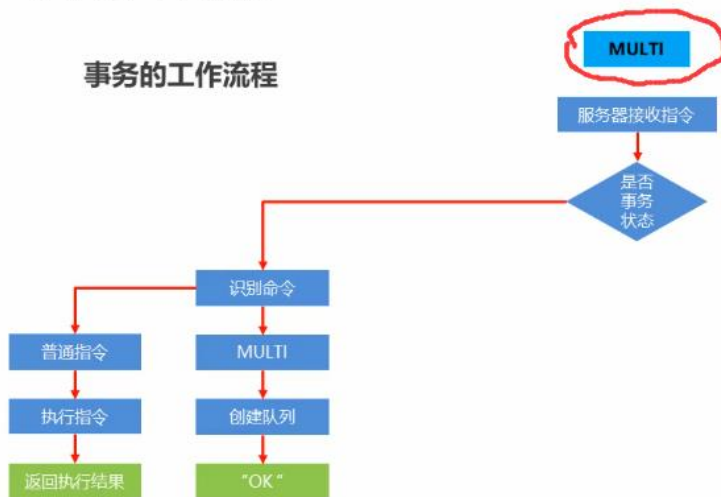 MULTI
事务的工作流程
服务器接收指令
是否
事务
状态
识别命令
普通指令
MULTI
执行指令
创建队列
返回执行结果
"OK"